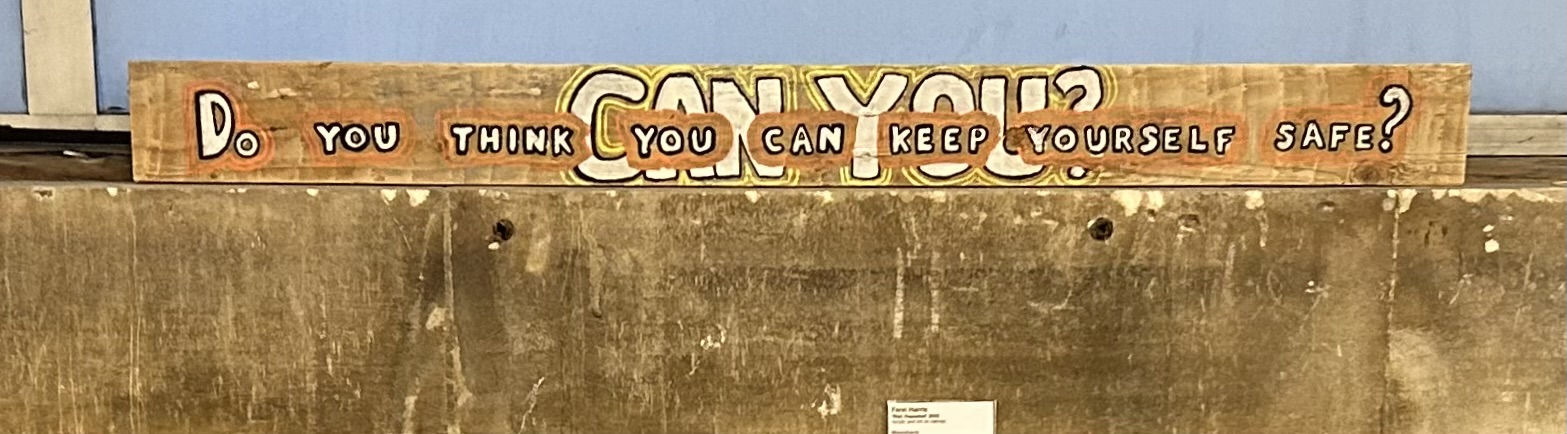 CAN YOU?
Do YOU THINK YOU CAN KEEP YOURSELF SAFE?